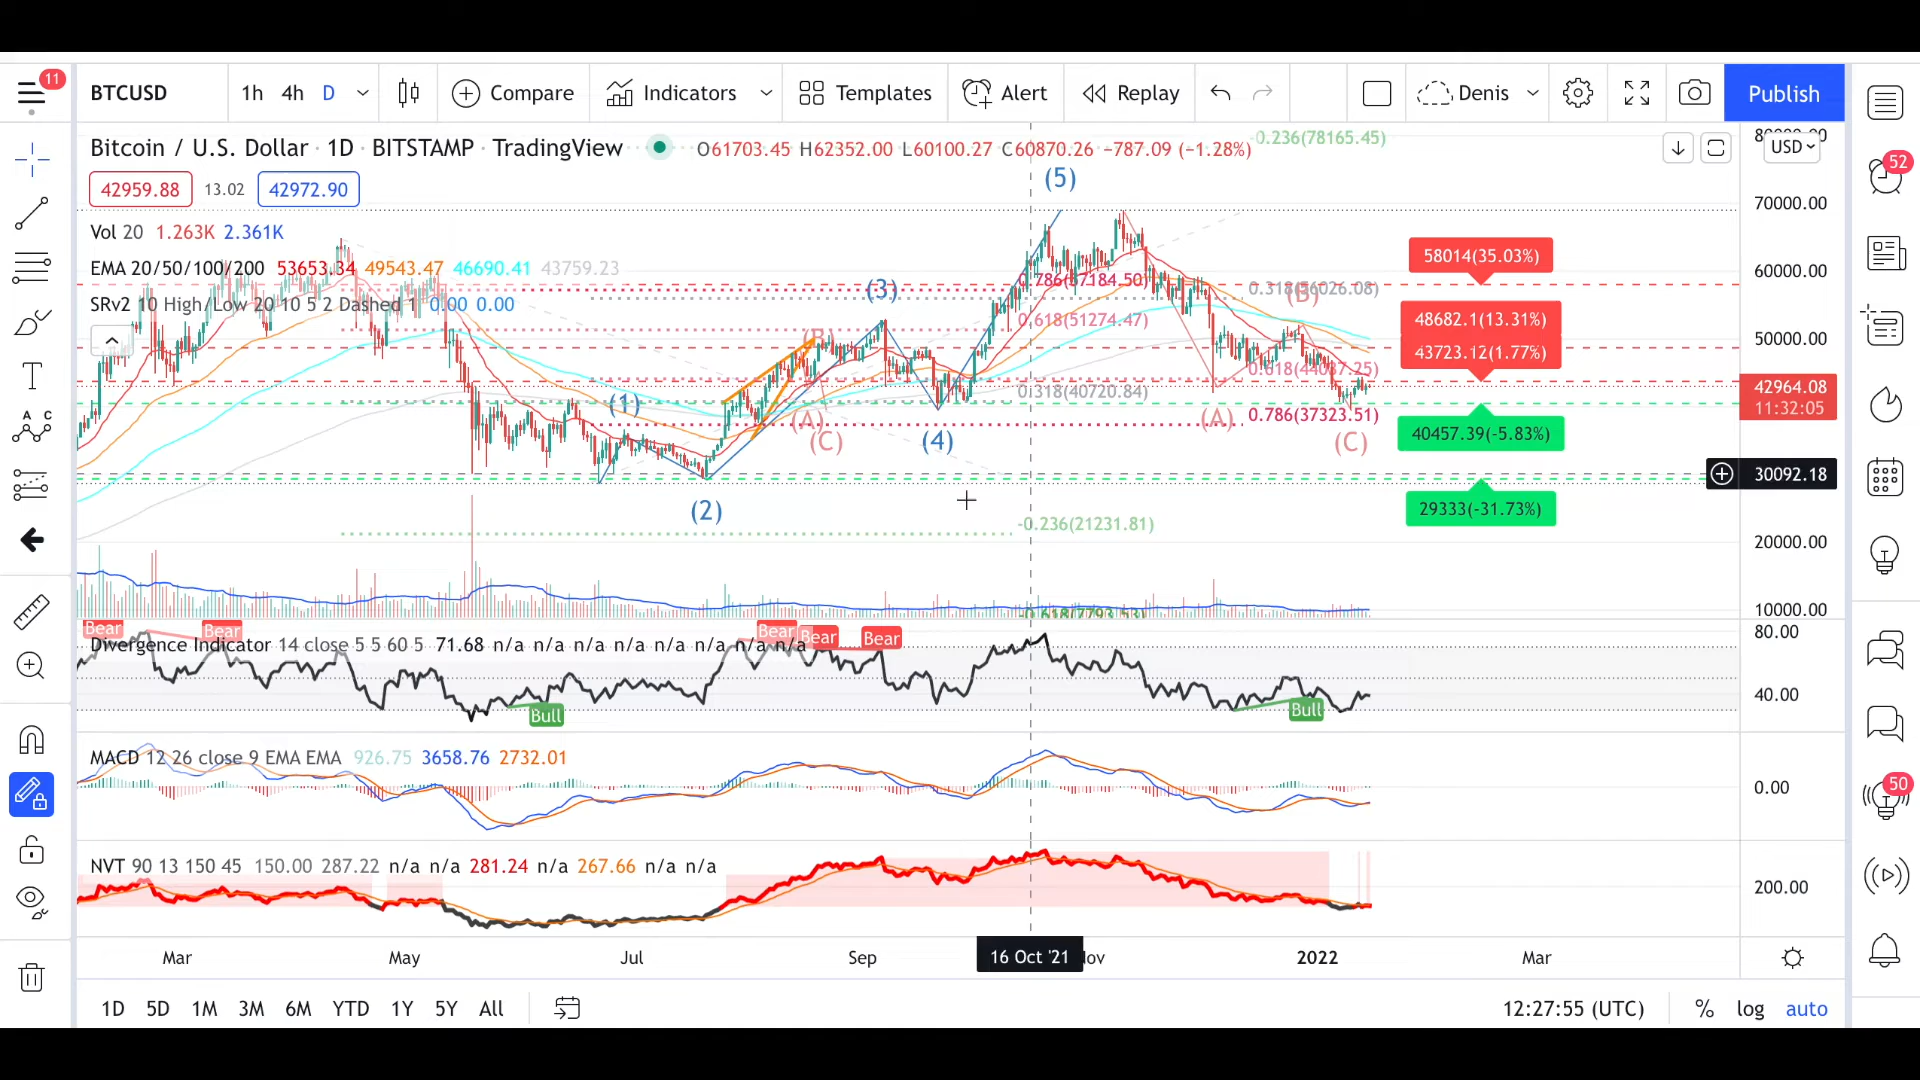 11
BTCUSD
1h 4h D
Compare
Indicators
Templates
Alert
Replay
Denis
Publish
Bitcoin / U.S. Dollar · 1D · BITSTAMP · TradingView
O61703.45 H62352.00 L60100.27 C60870.26 −787.09 (−1.28%)
-0.236(78165.45)
USD
42959.88 13.02 42972.90
Vol 20 1.263K 2.361K
EMA 20/50/100/200 53653.34 49543.47 46690.41 43759.23
SRv2 10 High/Low 20 10 5 2 Dashed 1 0.00 0.00
(5)
(3)
(1)
(2)
(4)
(B)
(A)
(C)
(B)
(A)
(C)
0.786(57184.50)
0.618(51274.47)
0.318(40720.84)
-0.236(21231.81)
-0.618(7793.53)
0.318(56026.08)
0.618(44087.25)
0.786(37323.51)
58014(35.03%)
48682.1(13.31%)
43723.12(1.77%)
40457.39(-5.83%)
29333(-31.73%)
70000.00
60000.00
50000.00
42964.08
11:32:05
30092.18
20000.00
10000.00
52
50
Bear
Bear
Bear
Bear
Bear
Divergence Indicator 14 close 5 5 60 5 71.68 n/a n/a n/a n/a n/a n/a n/a n/a
Bull
Bull
80.00
40.00
MACD 12 26 close 9 EMA EMA 926.75 3658.76 2732.01
0.00
NVT 90 13 150 45 150.00 287.22 n/a n/a 281.24 n/a 267.66 n/a n/a
200.00
Mar May Jul Sep 16 Oct '21 2022 Mar
1D 5D 1M 3M 6M YTD 1Y 5Y All
12:27:55 (UTC) % log auto